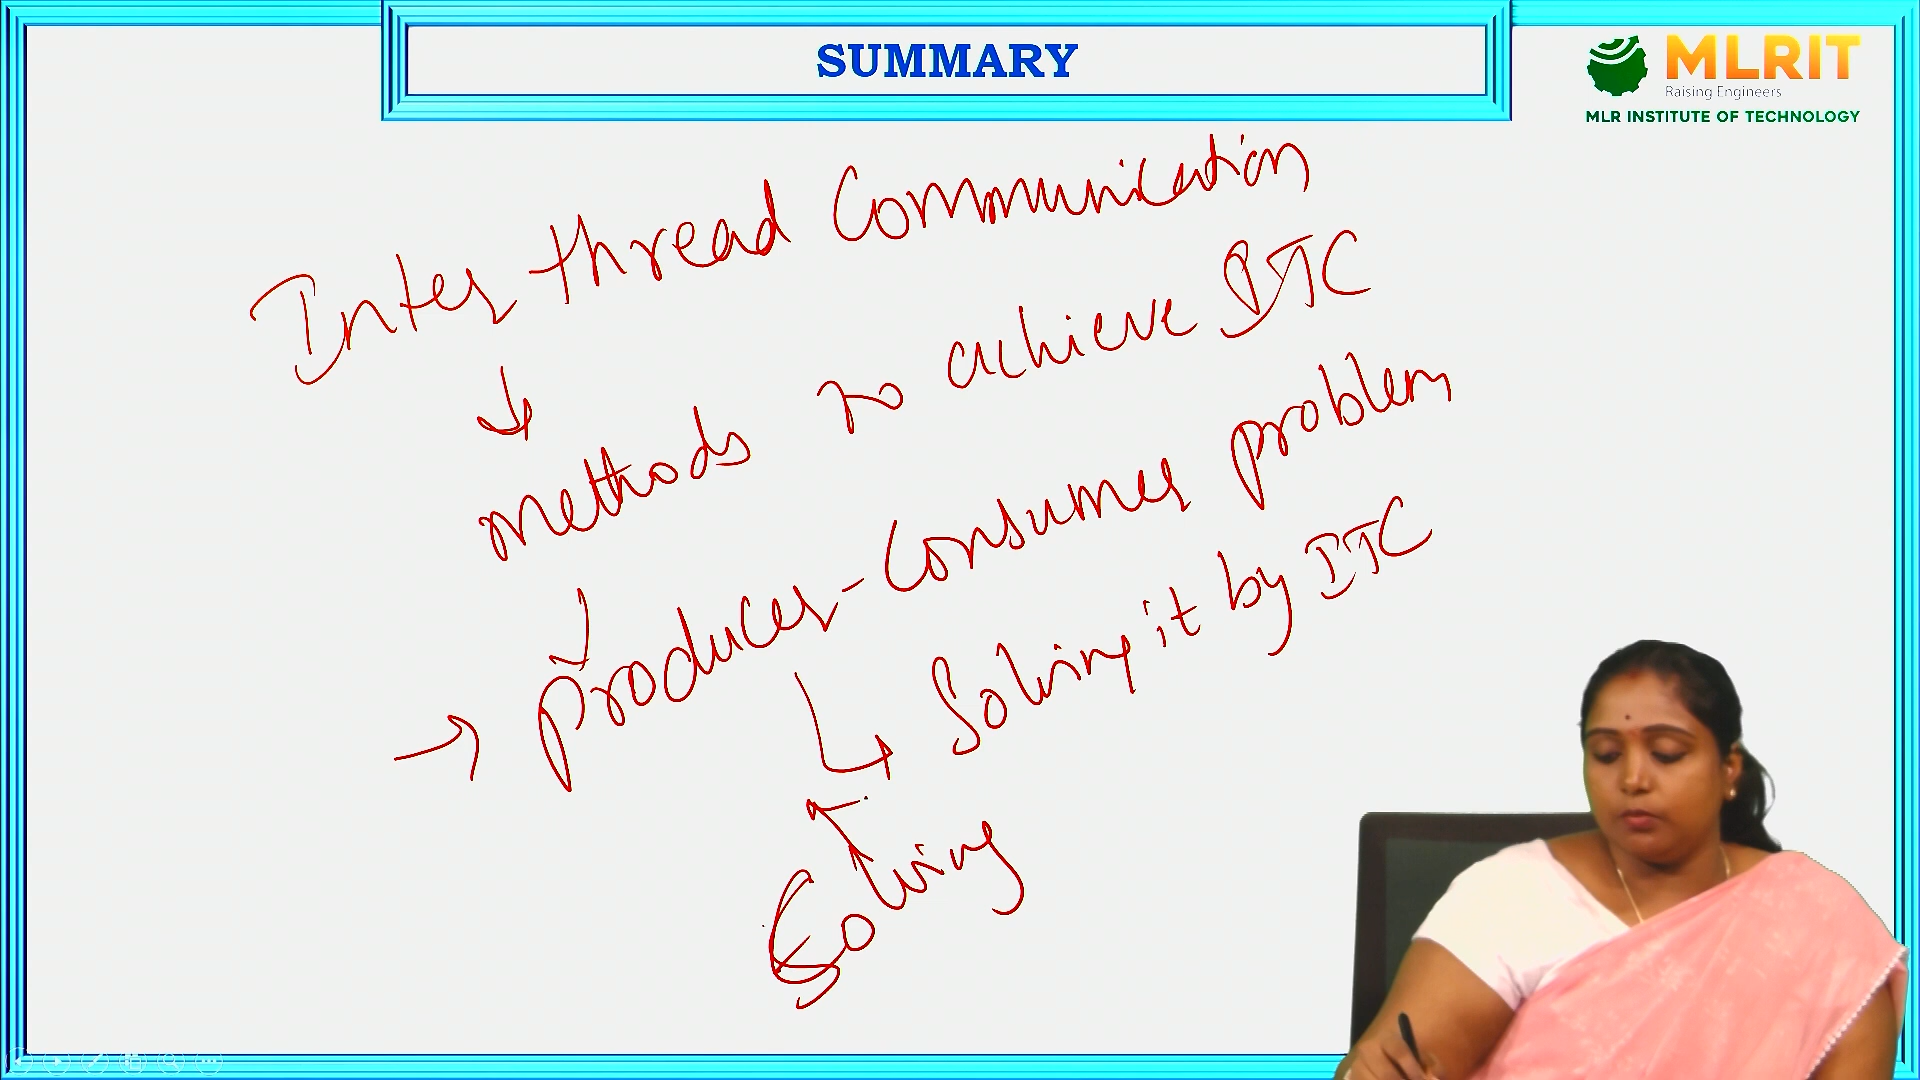 SUMMARY
MLRIT
Raising Engineers
MLR INSTITUTE OF TECHNOLOGY
Inter thread Communication
methods to achieve ITC
Producer-Consumer problem
Solving it by ITC
Solving